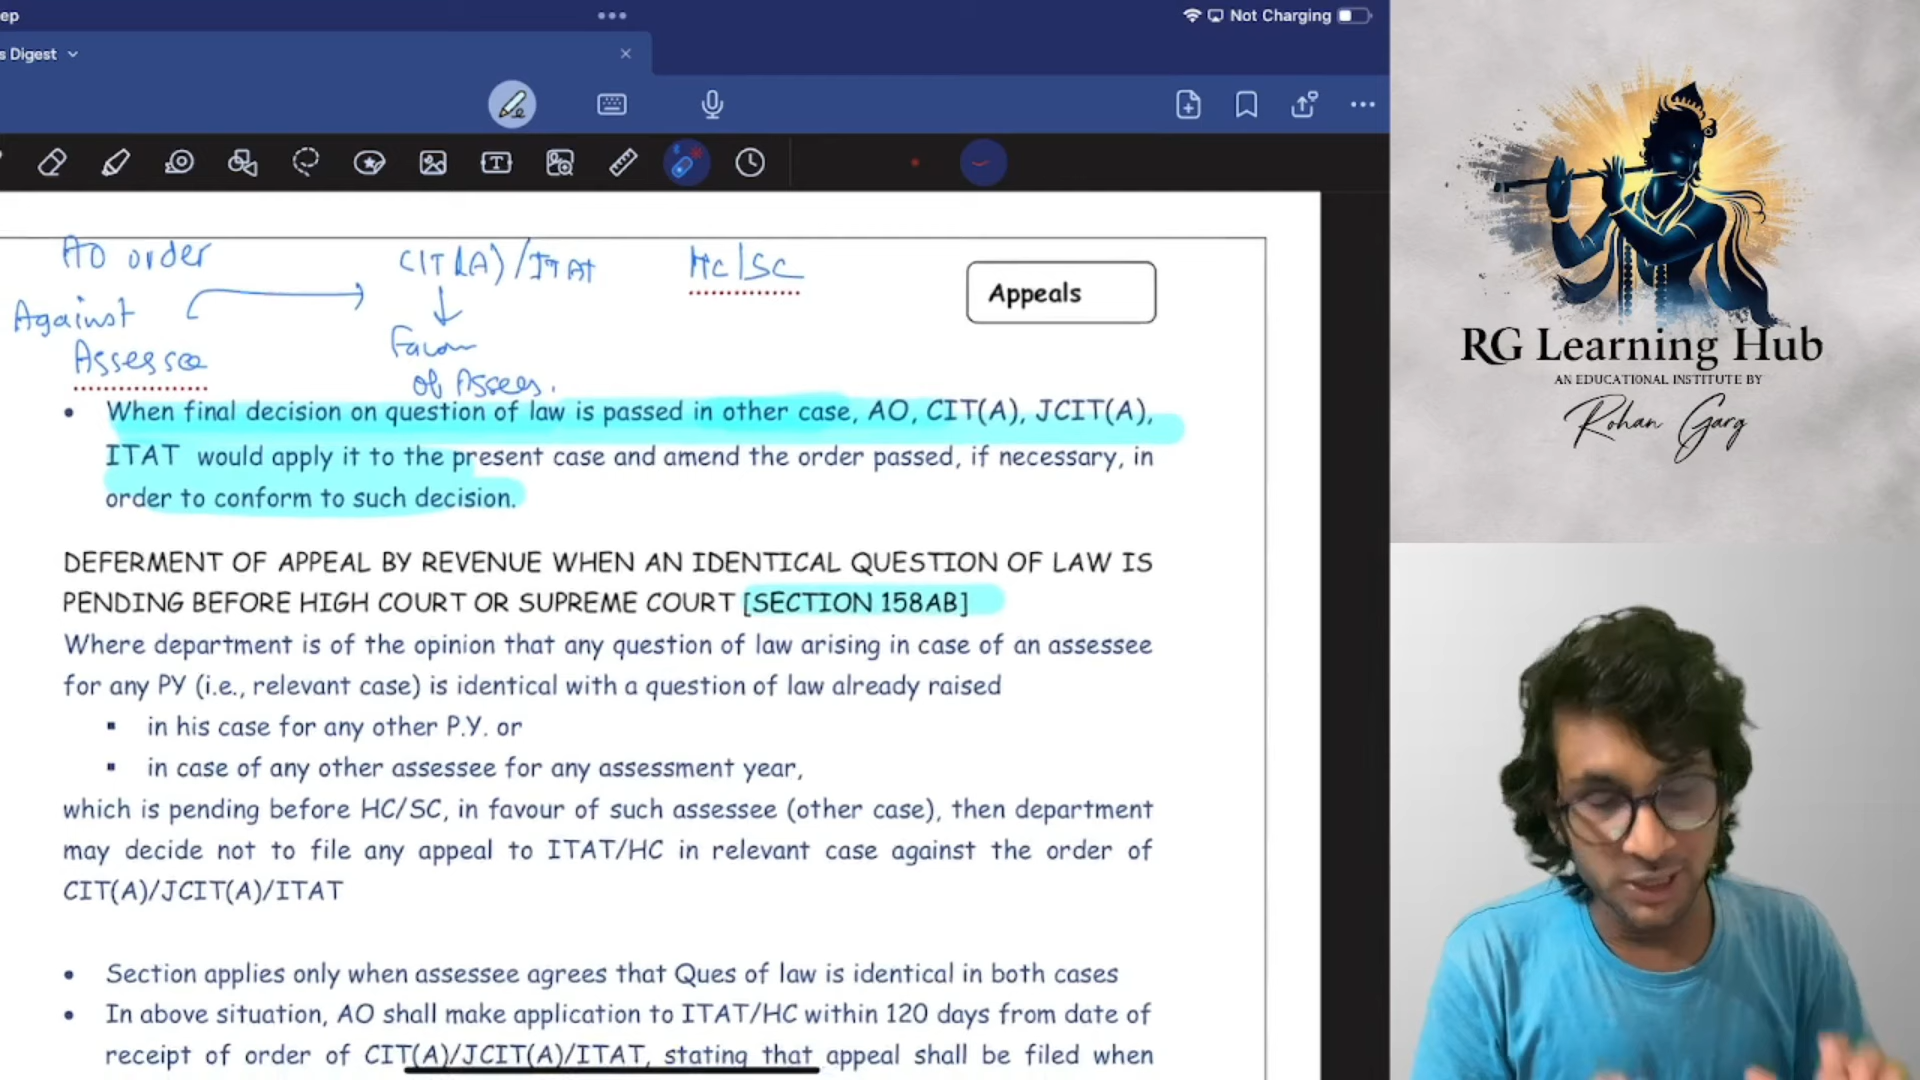 ep
Not Charging
s Digest
AO order
CIT(A)/ITAT
HC/SC
Appeals
Against
Assessee
Favour
of Assees.
• When final decision on question of law is passed in other case, AO, CIT(A), JCIT(A),
ITAT would apply it to the present case and amend the order passed, if necessary, in
order to conform to such decision.
DEFERMENT OF APPEAL BY REVENUE WHEN AN IDENTICAL QUESTION OF LAW IS
PENDING BEFORE HIGH COURT OR SUPREME COURT [SECTION 158AB]
Where department is of the opinion that any question of law arising in case of an assessee
for any PY (i.e., relevant case) is identical with a question of law already raised
▪ in his case for any other P.Y. or
▪ in case of any other assessee for any assessment year,
which is pending before HC/SC, in favour of such assessee (other case), then department
may decide not to file any appeal to ITAT/HC in relevant case against the order of
CIT(A)/JCIT(A)/ITAT
• Section applies only when assessee agrees that Ques of law is identical in both cases
• In above situation, AO shall make application to ITAT/HC within 120 days from date of
receipt of order of CIT(A)/JCIT(A)/ITAT, stating that appeal shall be filed when
RG Learning Hub
AN EDUCATIONAL INSTITUTE BY
Rohan Garg